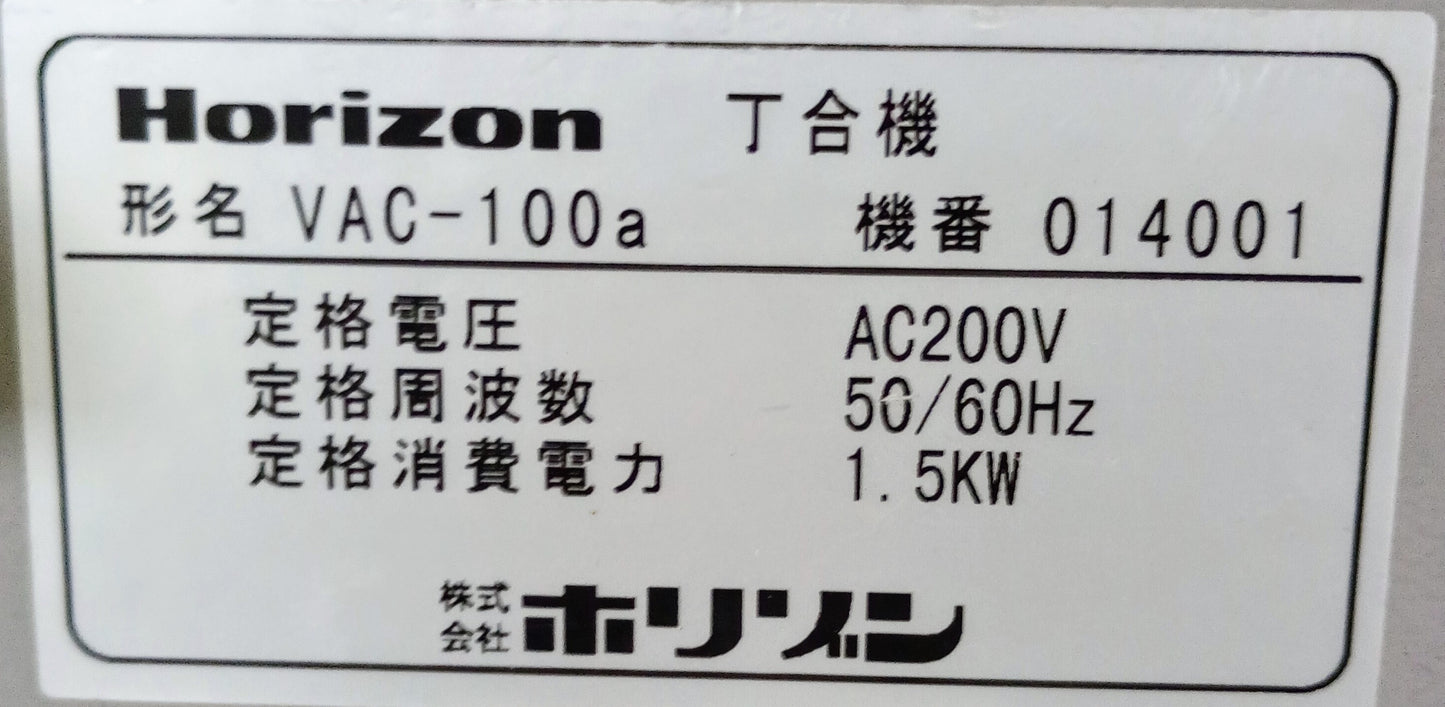 Horizon 丁合機
形名 VAC-100a 機番 014001
定格電圧 AC200V
定格周波数 50/60Hz
定格消費電力 1.5KW
株式会社 ホリゾン